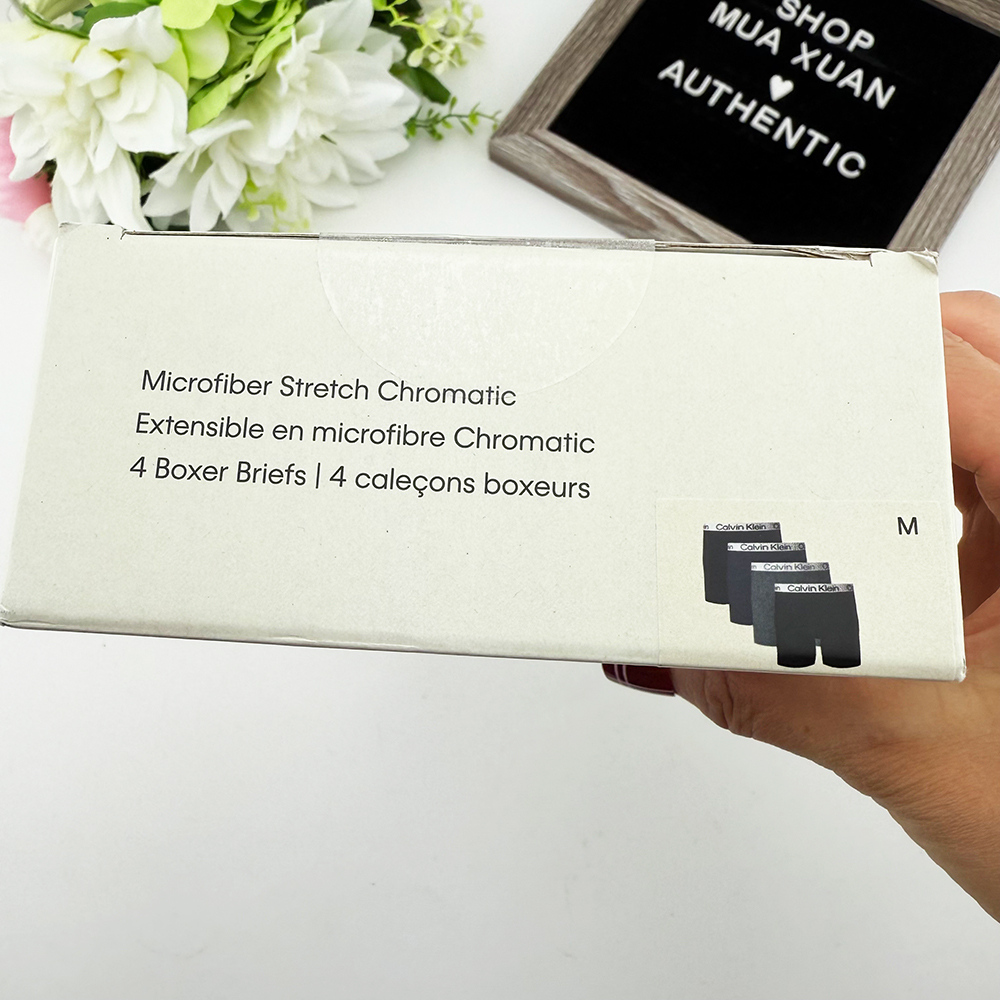 SHOP
MUA XUAN
AUTHENTIC
Microfiber Stretch Chromatic
Extensible en microfibre Chromatic
4 Boxer Briefs | 4 caleçons boxeurs
M
Calvin Klein
Calvin Klein
Calvin Klein
Calvin Klein